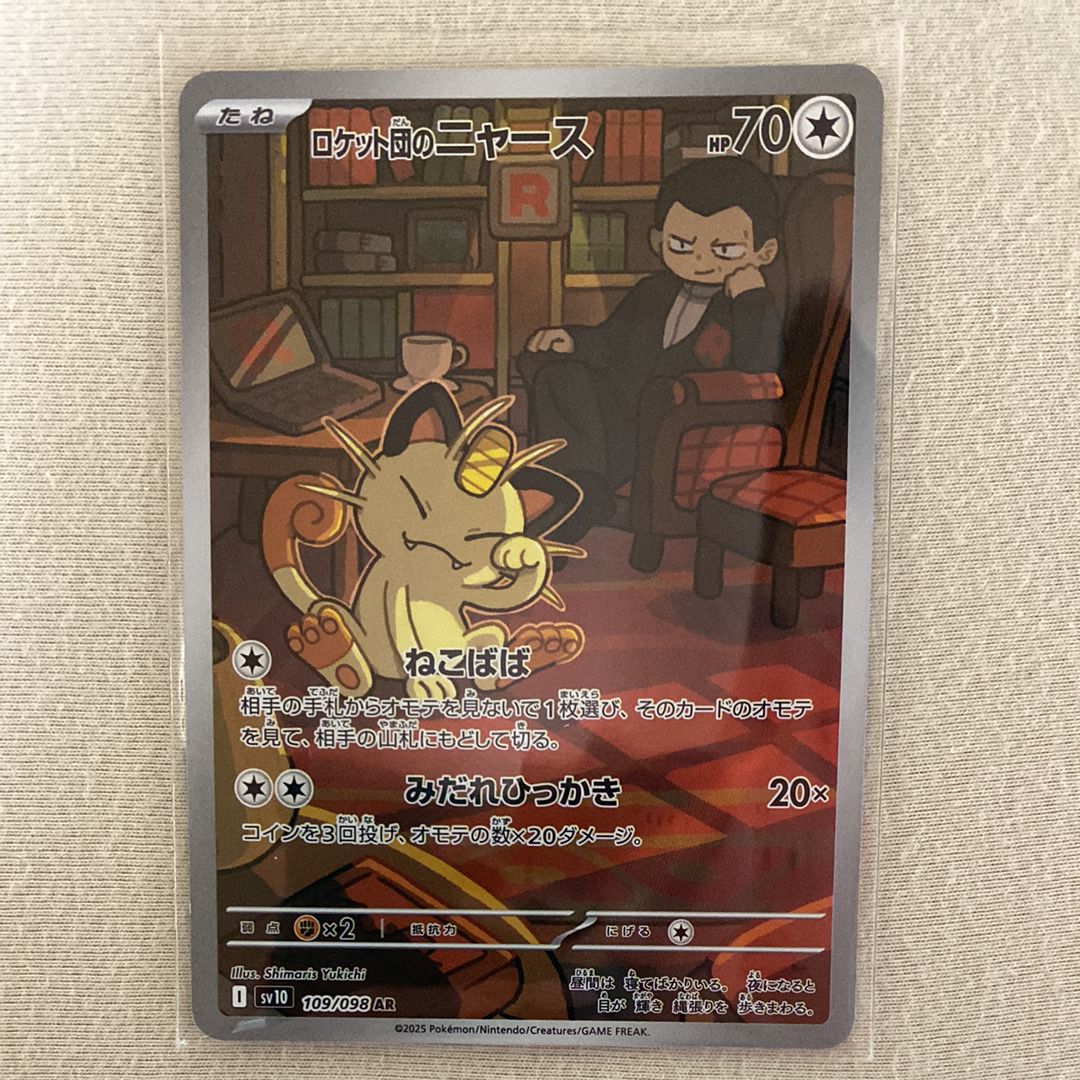 たね
ロケット団のニャース
HP70
R
ねこばば
相手の手札からオモテを見ないで1枚選び、そのカードのオモテ
を見て、相手の山札にもどして切る。
みだれひっかき 20×
コインを3回投げ、オモテの数×20ダメージ。
弱点 ×2 抵抗力 にげる
Illus. Shimaris Yukichi
I sv10 109/098 AR
昼間は 寝てばかりいる。 夜になると
目が 輝き 縄張りを 歩きまわる。
©2025 Pokémon/Nintendo/Creatures/GAME FREAK.